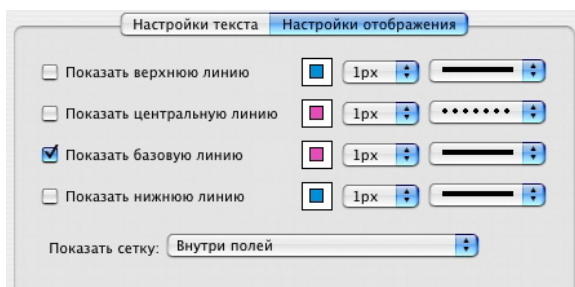 Настройки текста Настройки отображения
Показать верхнюю линию 1px
Показать центральную линию 1px
Показать базовую линию 1px
Показать нижнюю линию 1px
Показать сетку: Внутри полей